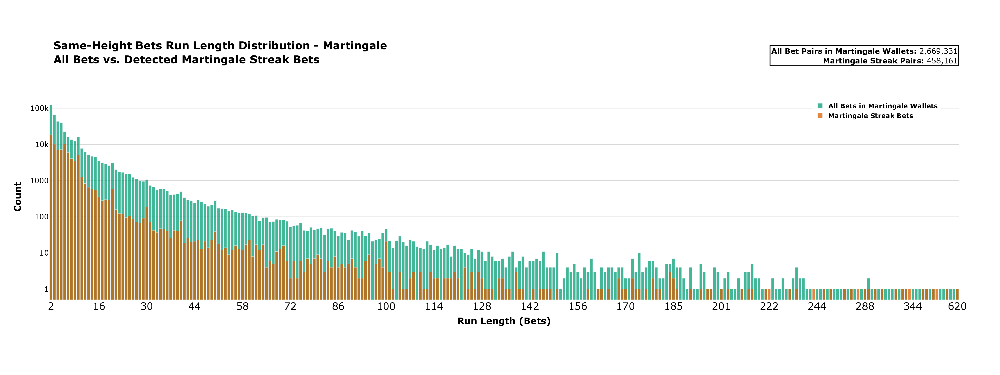 Same-Height Bets Run Length Distribution - Martingale
All Bets vs. Detected Martingale Streak Bets
All Bet Pairs in Martingale Wallets: 2,669,331
Martingale Streak Pairs: 458,161
All Bets in Martingale Wallets
Martingale Streak Bets
100k
10k
1000
100
10
1
Count
2 16 30 44 58 72 86 100 114 128 142 156 170 185 201 222 244 288 344 620
Run Length (Bets)